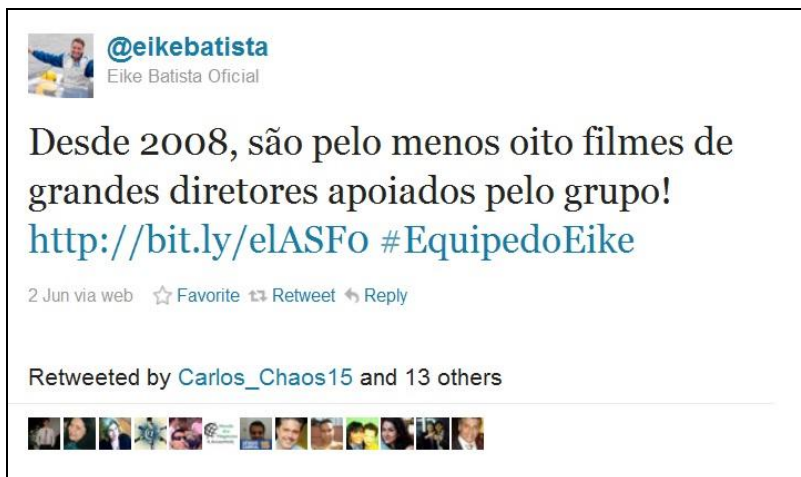 @eikebatista
Eike Batista Oficial
Desde 2008, são pelo menos oito filmes de
grandes diretores apoiados pelo grupo!
http://bit.ly/elASF0 #EquipedoEike
2 Jun via web Favorite Retweet Reply
Retweeted by Carlos_Chaos15 and 13 others